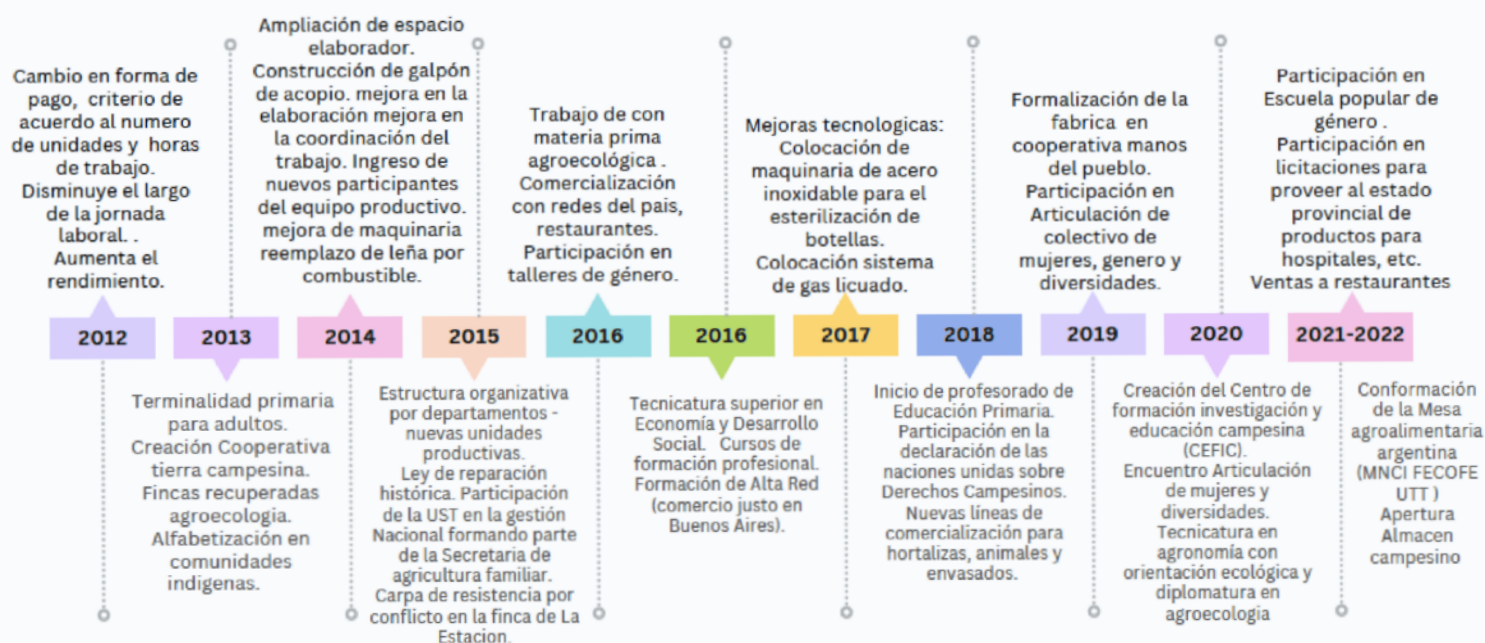 Cambio en forma de
pago, criterio de
acuerdo al numero
de unidades y horas
de trabajo.
Disminuye el largo
de la jornada
laboral. .
Aumenta el
rendimiento.
Ampliación de espacio
elaborador.
Construcción de galpón
de acopio. mejora en la
elaboración mejora en
la coordinación del
trabajo. Ingreso de
nuevos participantes
del equipo productivo.
mejora de maquinaria
reemplazo de leña por
combustible.
Trabajo de con
materia prima
agroecológica .
Comercialización
con redes del pais,
restaurantes.
Participación en
talleres de género.
Mejoras tecnologicas:
Colocación de
maquinaria de acero
inoxidable para el
esterilización de
botellas.
Colocación sistema
de gas licuado.
Formalización de la
fabrica en
cooperativa manos
del pueblo.
Participación en
Articulación de
colectivo de
mujeres, genero y
diversidades.
Participación en
Escuela popular de
género .
Participación en
licitaciones para
proveer al estado
provincial de
productos para
hospitales, etc.
Ventas a restaurantes
2012
2013
2014
2015
2016
2016
2017
2018
2019
2020
2021-2022
Terminalidad primaria
para adultos.
Creación Cooperativa
tierra campesina.
Fincas recuperadas
agroecologia.
Alfabetización en
comunidades
indigenas.
Estructura organizativa
por departamentos -
nuevas unidades
productivas.
Ley de reparación
histórica. Participación
de la UST en la gestión
Nacional formando parte
de la Secretaria de
agricultura familiar.
Carpa de resistencia por
conflicto en la finca de La
Estacion.
Tecnicatura superior en
Economía y Desarrollo
Social. Cursos de
formación profesional.
Formación de Alta Red
(comercio justo en
Buenos Aires).
Inicio de profesorado de
Educación Primaria.
Participación en la
declaración de las
naciones unidas sobre
Derechos Campesinos.
Nuevas líneas de
comercialización para
hortalizas, animales y
envasados.
Creación del Centro de
formación investigación y
educación campesina
(CEFIC).
Encuentro Articulación
de mujeres y
diversidades.
Tecnicatura en
agronomía con
orientación ecológica y
diplomatura en
agroecologia
Conformación
de la Mesa
agroalimentaria
argentina
(MNCI FECOFE
UTT )
Apertura
Almacen
campesino